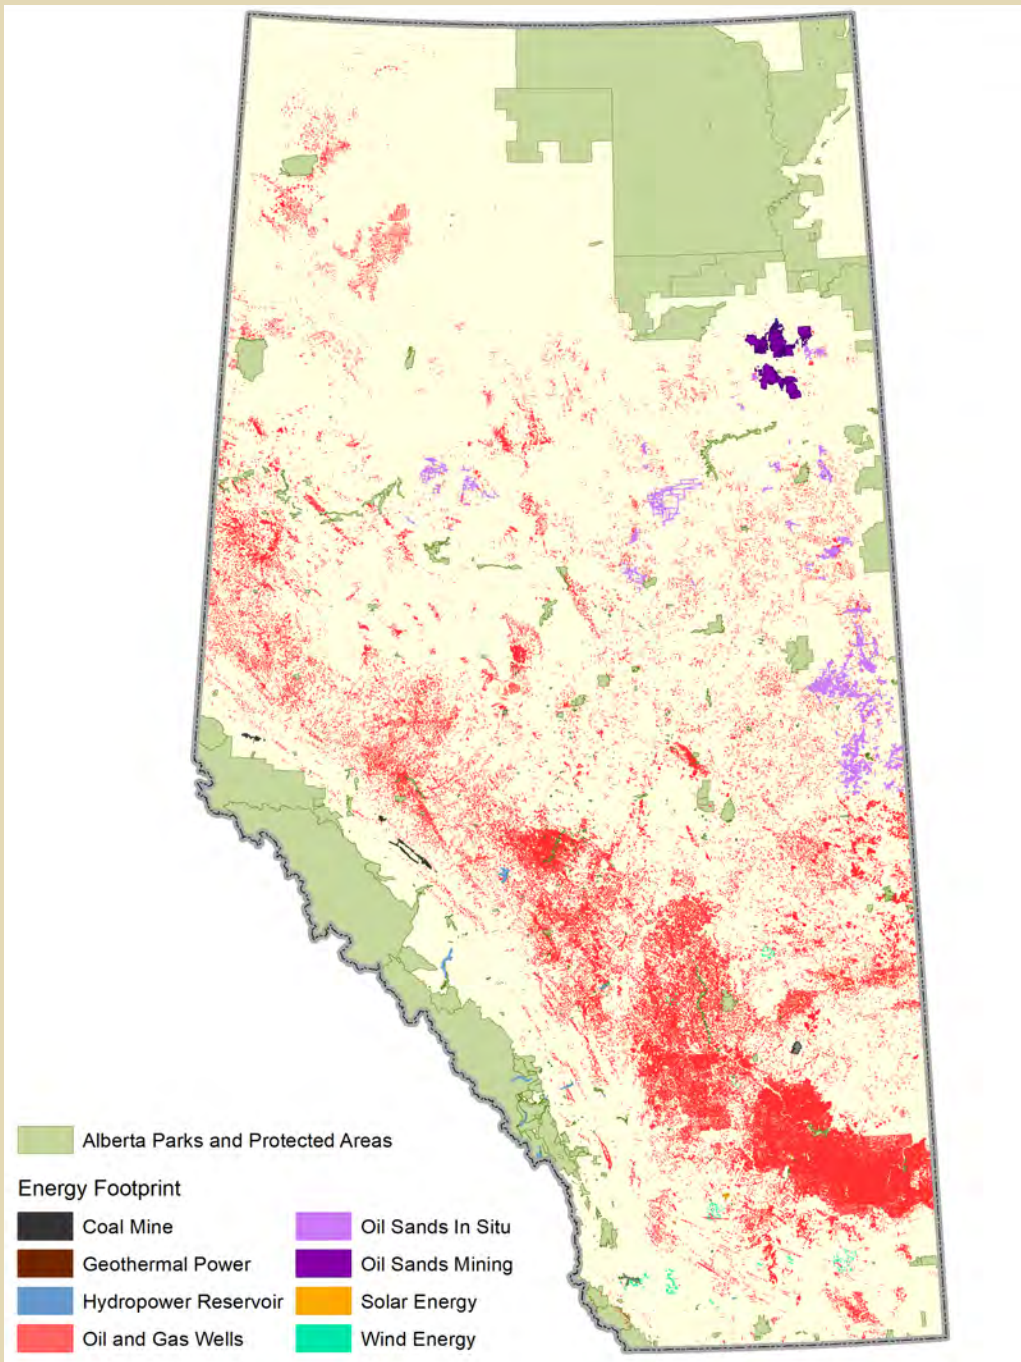 Alberta Parks and Protected Areas
Energy Footprint
Coal Mine
Geothermal Power
Hydropower Reservoir
Oil and Gas Wells
Oil Sands In Situ
Oil Sands Mining
Solar Energy
Wind Energy